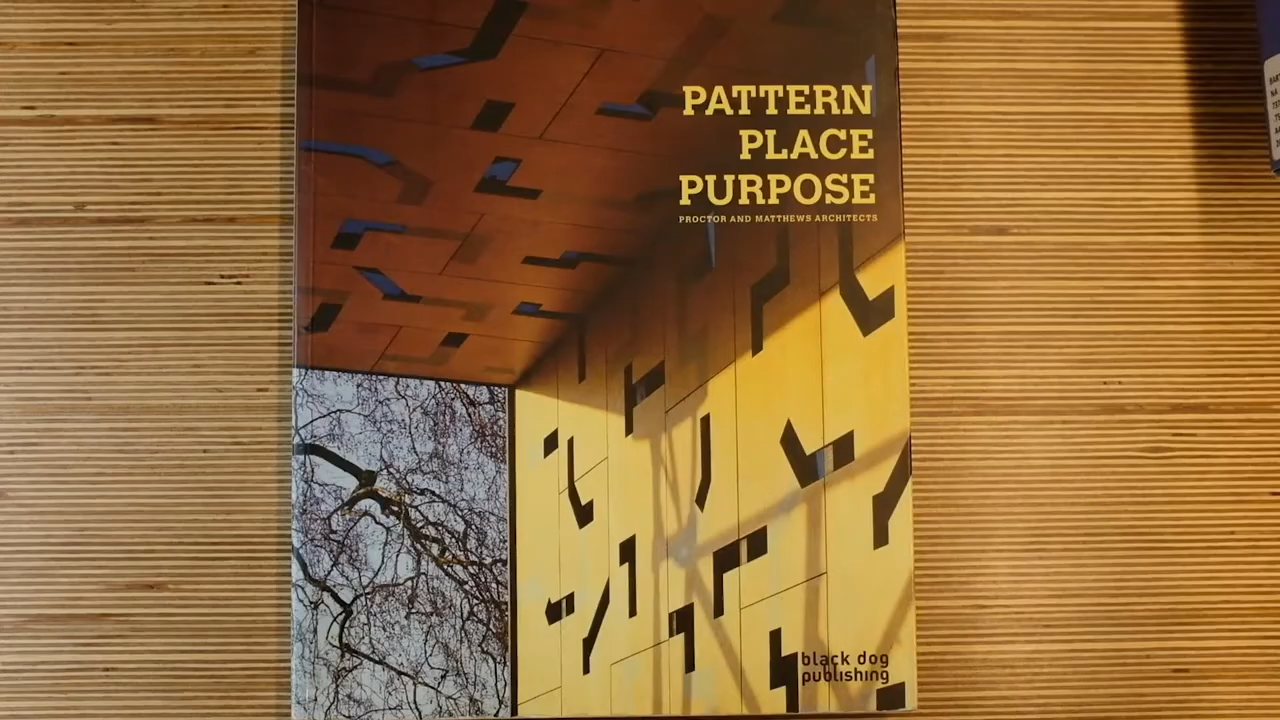 PATTERN
PLACE
PURPOSE
PROCTOR AND MATTHEWS ARCHITECTS
black dog
publishing